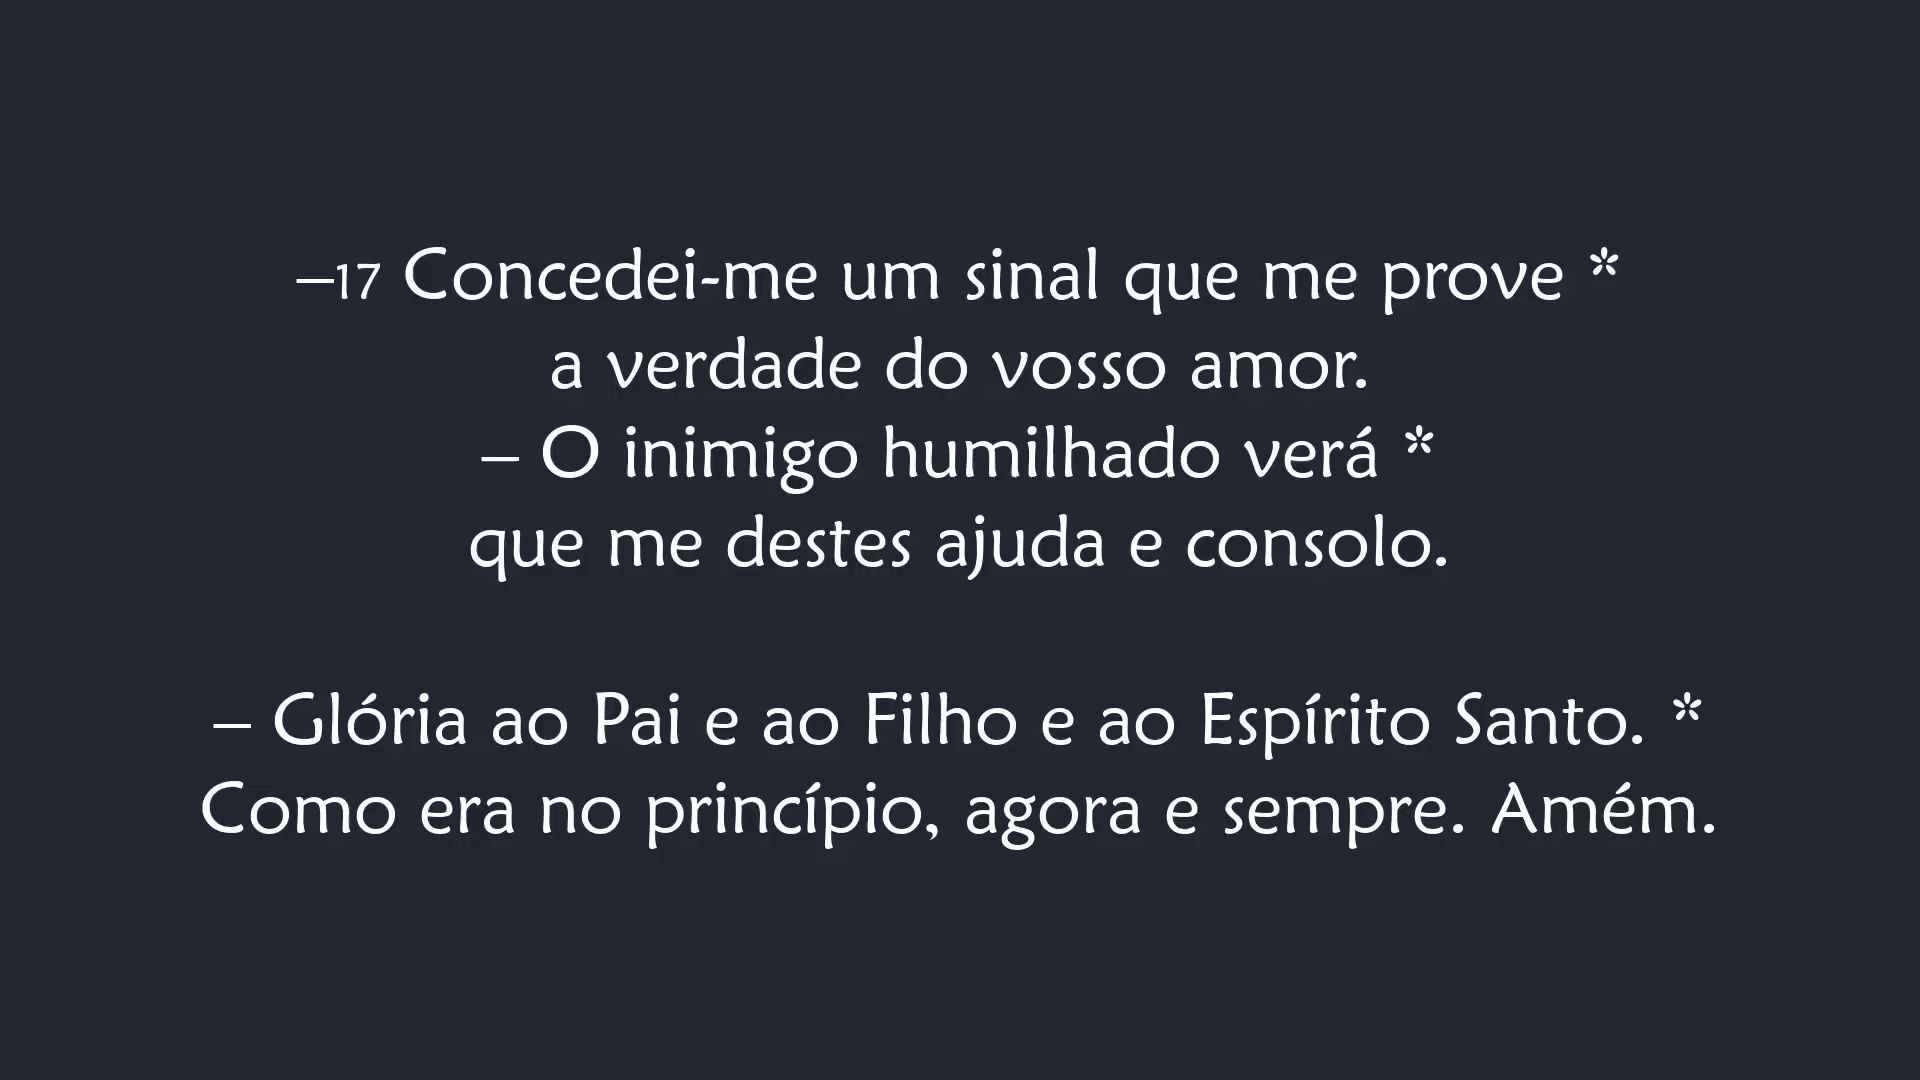 –17 Concedei-me um sinal que me prove *
a verdade do vosso amor.
– O inimigo humilhado verá *
que me destes ajuda e consolo.
– Glória ao Pai e ao Filho e ao Espírito Santo. *
Como era no princípio, agora e sempre. Amém.